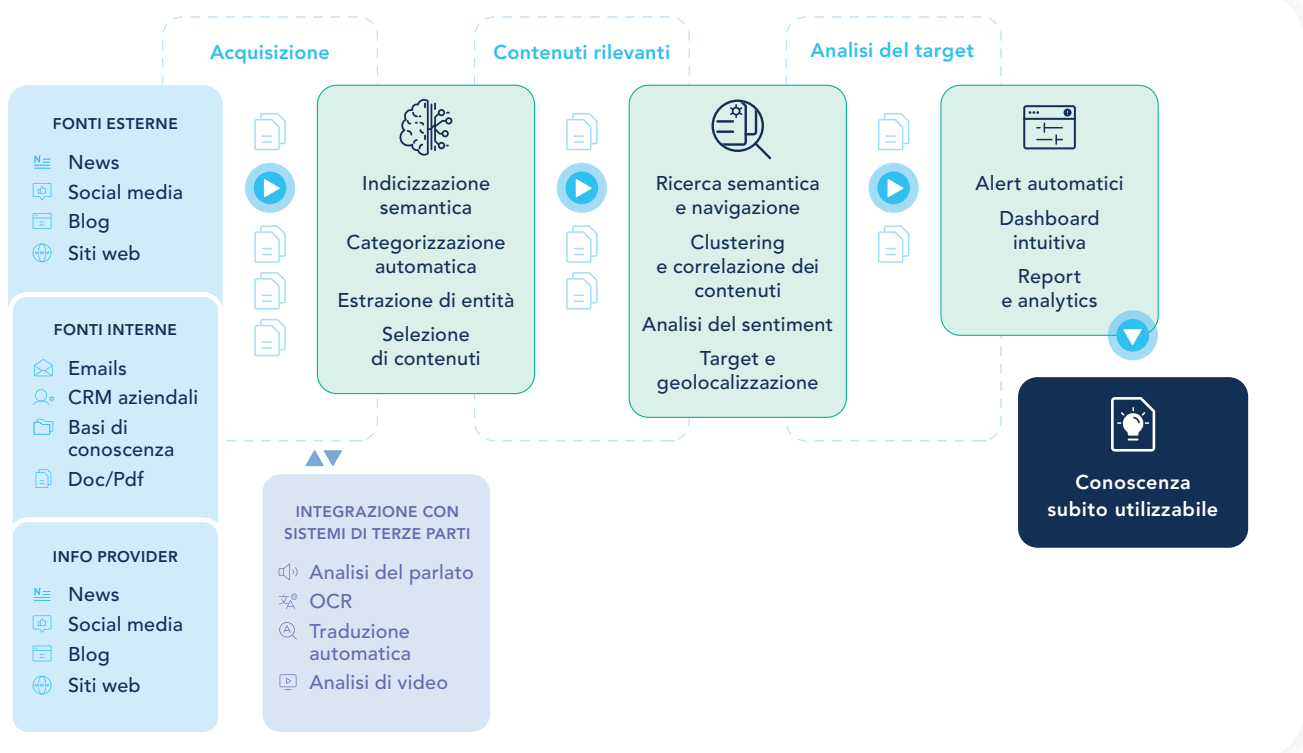 Acquisizione
Contenuti rilevanti
Analisi del target
FONTI ESTERNE
News
Social media
Blog
Siti web
FONTI INTERNE
Emails
CRM aziendali
Basi di
conoscenza
Doc/Pdf
INFO PROVIDER
News
Social media
Blog
Siti web
Indicizzazione
semantica
Categorizzazione
automatica
Estrazione di entità
Selezione
di contenuti
INTEGRAZIONE CON
SISTEMI DI TERZE PARTI
Analisi del parlato
OCR
Traduzione
automatica
Analisi di video
Ricerca semantica
e navigazione
Clustering
e correlazione dei
contenuti
Analisi del sentiment
Target e
geolocalizzazione
Alert automatici
Dashboard
intuitiva
Report
e analytics
Conoscenza
subito utilizzabile